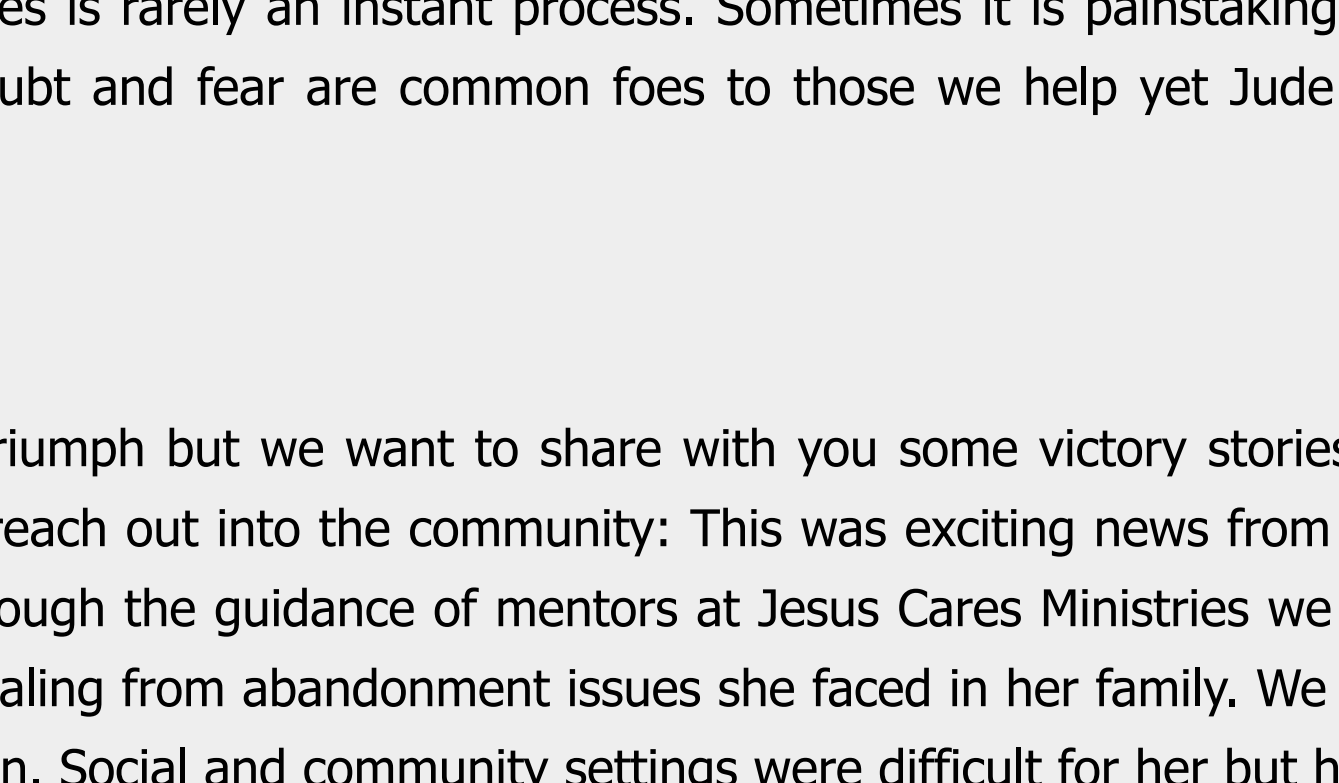 es is rarely an instant process. Sometimes it is painstaking
ubt and fear are common foes to those we help yet Jude
riumph but we want to share with you some victory stories
reach out into the community: This was exciting news from
ough the guidance of mentors at Jesus Cares Ministries we
aling from abandonment issues she faced in her family. We
n. Social and community settings were difficult for her but h